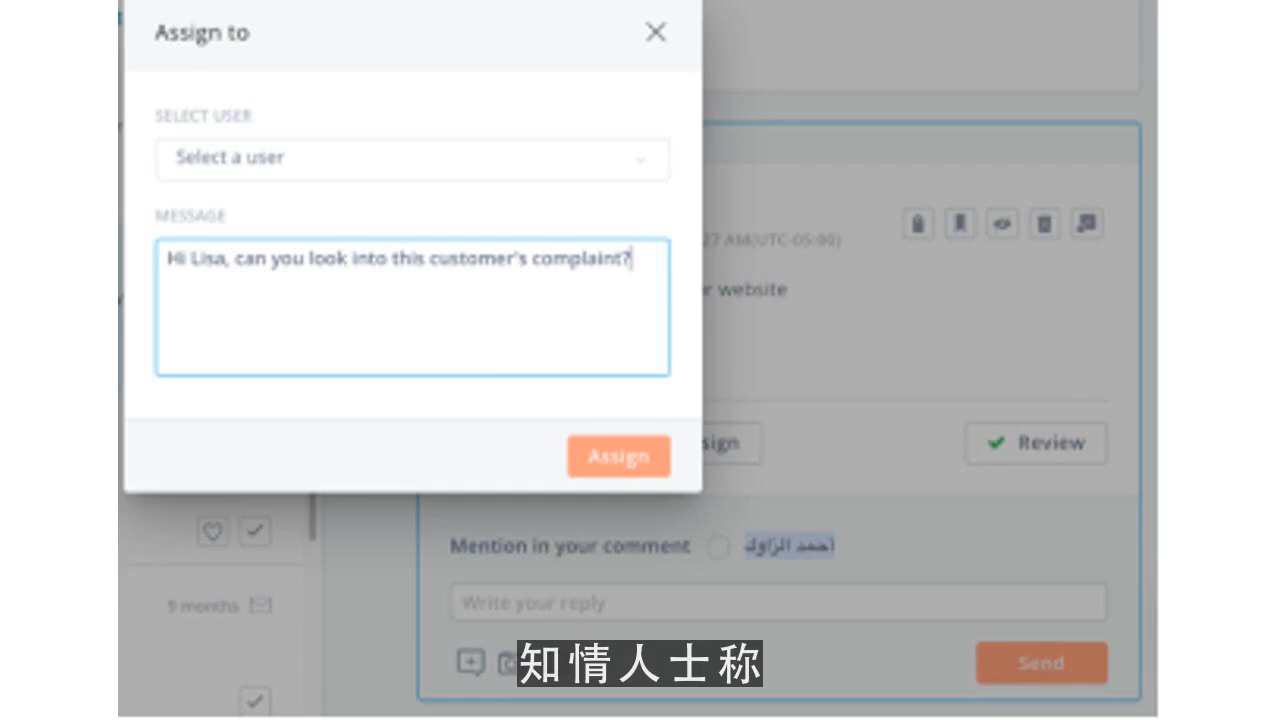 Assign to
SELECT USER
Select a user
MESSAGE
Hi Lisa, can you look into this customer's complaint?
Assign
27 AM(UTC-05:00)
r website
sign
Review
Mention in your comment احمد الزاوك
9 months
Write your reply
Send
知情人士称